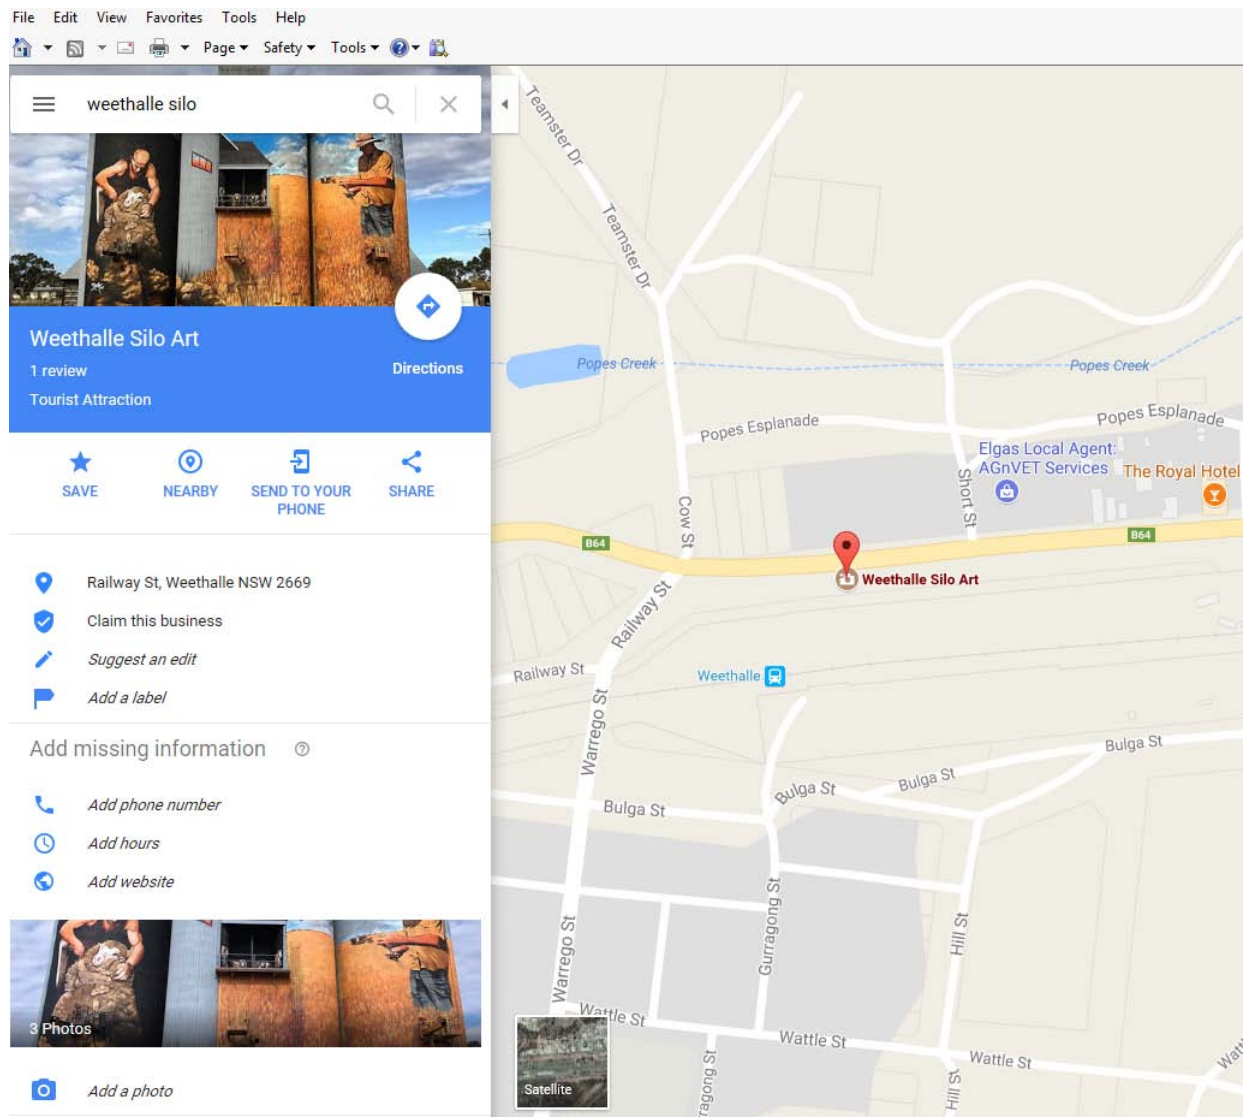 File Edit View Favorites Tools Help
Page Safety Tools
weethalle silo
Weethalle Silo Art
1 review
Directions
Tourist Attraction
SAVE
NEARBY
SEND TO YOUR
PHONE
SHARE
Railway St, Weethalle NSW 2669
Claim this business
Suggest an edit
Add a label
Add missing information
Add phone number
Add hours
Add website
3 Photos
Add a photo
Teamster Dr
Teamster Dr
Popes Creek
Popes Creek
Popes Esplanade
Popes Esplanade
Elgas Local Agent:
AGnVET Services
The Royal Hotel
Short St
Cow St
B64
B64
Weethalle Silo Art
Railway St
Railway St
Weethalle
Warrego St
Bulga St
Bulga St
Bulga St
Bulga St
Gurragong St
Hill St
Warrego St
Wattle St
Wattle St
Wattle St
Watt
Satellite
ragong St
Hill St